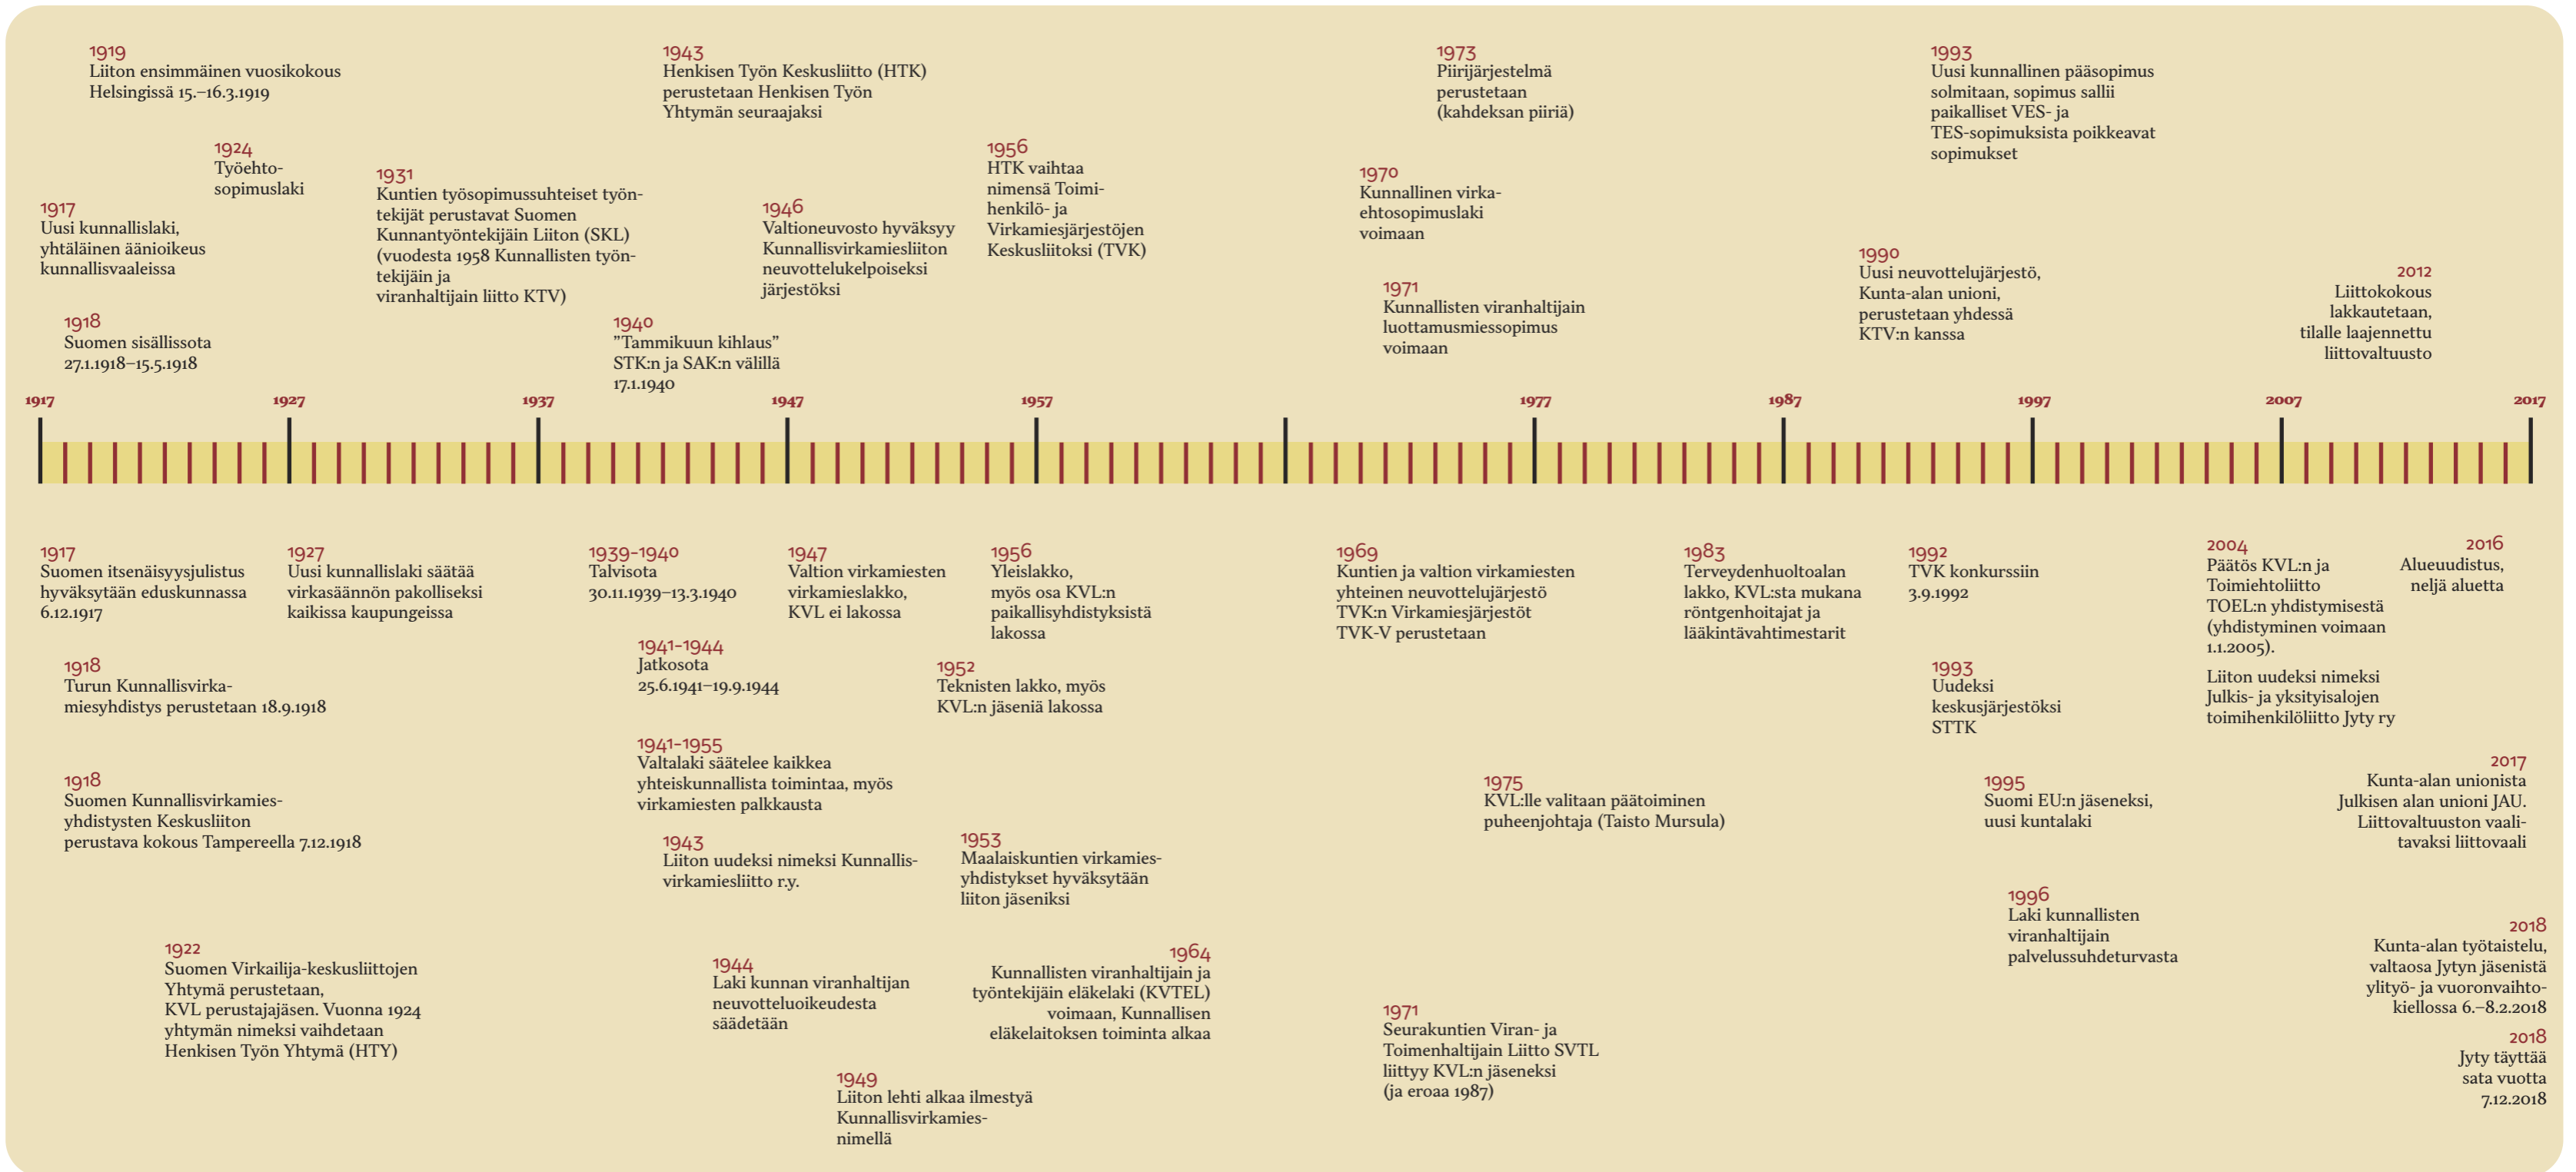 1919
Liiton ensimmäinen vuosikokous
Helsingissä 15.–16.3.1919
1943
Henkisen Työn Keskusliitto (HTK)
perustetaan Henkisen Työn
Yhtymän seuraajaksi
1973
Piirijärjestelmä
perustetaan
(kahdeksan piiriä)
1993
Uusi kunnallinen pääsopimus
solmitaan, sopimus sallii
paikalliset VES- ja
TES-sopimuksista poikkeavat
sopimukset
1924
Työehto-
sopimuslaki
1931
Kuntien työsopimussuhteiset työn-
tekijät perustavat Suomen
Kunnantyöntekijäin Liiton (SKL)
(vuodesta 1958 Kunnallisten työn-
tekijäin ja
viranhaltijain liitto KTV)
1956
HTK vaihtaa
nimensä Toimi-
henkilö- ja
Virkamiesjärjestöjen
Keskusliitoksi (TVK)
1970
Kunnallinen virka-
ehtosopimuslaki
voimaan
1917
Uusi kunnallislaki,
yhtäläinen äänioikeus
kunnallisvaaleissa
1946
Valtioneuvosto hyväksyy
Kunnallisvirkamiesliiton
neuvottelukelpoiseksi
järjestöksi
1990
Uusi neuvottelujärjestö,
Kunta-alan unioni,
perustetaan yhdessä
KTV:n kanssa
2012
Liittokokous
lakkautetaan,
tilalle laajennettu
liittovaltuusto
1971
Kunnallisten viranhaltijain
luottamusmiessopimus
voimaan
1918
Suomen sisällissota
27.1.1918–15.5.1918
1940
”Tammikuun kihlaus”
STK:n ja SAK:n välillä
17.1.1940
1917
1927
1937
1947
1957
1977
1987
1997
2007
2017
1917
Suomen itsenäisyysjulistus
hyväksytään eduskunnassa
6.12.1917
1927
Uusi kunnallislaki säätää
virkasäännön pakolliseksi
kaikissa kaupungeissa
1939-1940
Talvisota
30.11.1939–13.3.1940
1947
Valtion virkamiesten
virkamieslakko,
KVL ei lakossa
1956
Yleislakko,
myös osa KVL:n
paikallisyhdistyksistä
lakossa
1969
Kuntien ja valtion virkamiesten
yhteinen neuvottelujärjestö
TVK:n Virkamiesjärjestöt
TVK-V perustetaan
1983
Terveydenhuoltoalan
lakko, KVL:sta mukana
röntgenhoitajat ja
lääkintävahtimestarit
1992
TVK konkurssiin
3.9.1992
2004
Päätös KVL:n ja
Toimiehtoliitto
TOEL:n yhdistymisestä
(yhdistyminen voimaan
1.1.2005).
Liiton uudeksi nimeksi
Julkis- ja yksityisalojen
toimihenkilöliitto Jyty ry
2016
Alueuudistus,
neljä aluetta
1918
Turun Kunnallisvirka-
miesyhdistys perustetaan 18.9.1918
1941-1944
Jatkosota
25.6.1941–19.9.1944
1952
Teknisten lakko, myös
KVL:n jäseniä lakossa
1993
Uudeksi
keskusjärjestöksi
STTK
1941-1955
Valtalaki säätelee kaikkea
yhteiskunnallista toimintaa, myös
virkamiesten palkkausta
1918
Suomen Kunnallisvirkamies-
yhdistysten Keskusliiton
perustava kokous Tampereella 7.12.1918
1975
KVL:lle valitaan päätoiminen
puheenjohtaja (Taisto Mursula)
1995
Suomi EU:n jäseneksi,
uusi kuntalaki
2017
Kunta-alan unionista
Julkisen alan unioni JAU.
Liittovaltuuston vaali-
tavaksi liittovaali
1943
Liiton uudeksi nimeksi Kunnallis-
virkamiesliitto r.y.
1953
Maalaiskuntien virkamies-
yhdistykset hyväksytään
liiton jäseniksi
1996
Laki kunnallisten
viranhaltijain
palvelussuhdeturvasta
1922
Suomen Virkailija-keskusliittojen
Yhtymä perustetaan,
KVL perustajajäsen. Vuonna 1924
yhtymän nimeksi vaihdetaan
Henkisen Työn Yhtymä (HTY)
1944
Laki kunnan viranhaltijan
neuvotteluoikeudesta
säädetään
1964
Kunnallisten viranhaltijain ja
työntekijäin eläkelaki (KVTEL)
voimaan, Kunnallisen
eläkelaitoksen toiminta alkaa
2018
Kunta-alan työtaistelu,
valtaosa Jytyn jäsenistä
ylityö- ja vuoronvaihto-
kiellossa 6.–8.2.2018
1971
Seurakuntien Viran- ja
Toimenhaltijain Liitto SVTL
liittyy KVL:n jäseneksi
(ja eroaa 1987)
2018
Jyty täyttää
sata vuotta
7.12.2018
1949
Liiton lehti alkaa ilmestyä
Kunnallisvirkamies-
nimellä